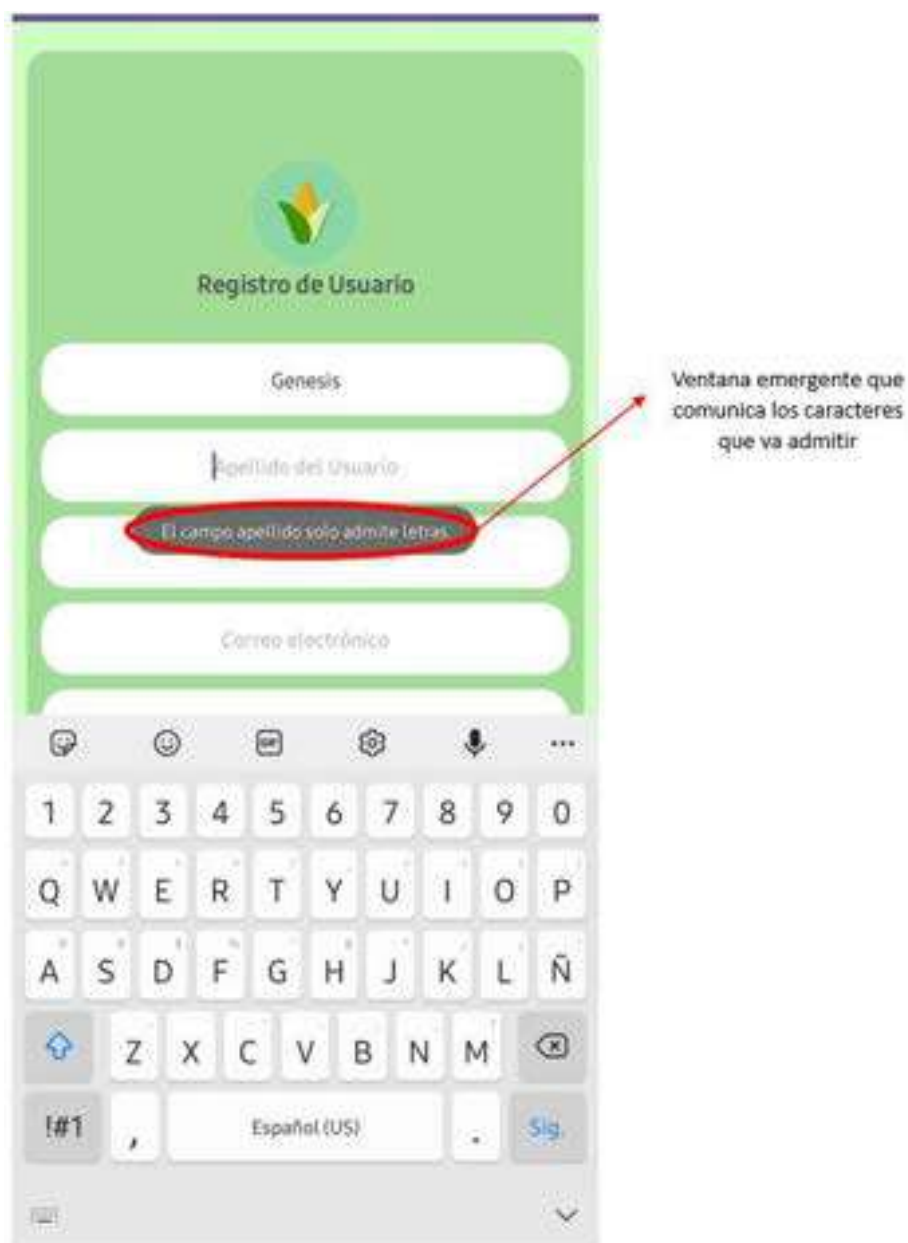 Registro de Usuario
Genesis
Apellido del Usuario
El campo apellido solo admite letras.
Correo electrónico
Ventana emergente que
comunica los caracteres
que va admitir
GIF
1 2 3 4 5 6 7 8 9 0
Q W E R T Y U I O P
A S D F G H J K L Ñ
Z X C V B N M
!#1 , Español (US) . Sig.